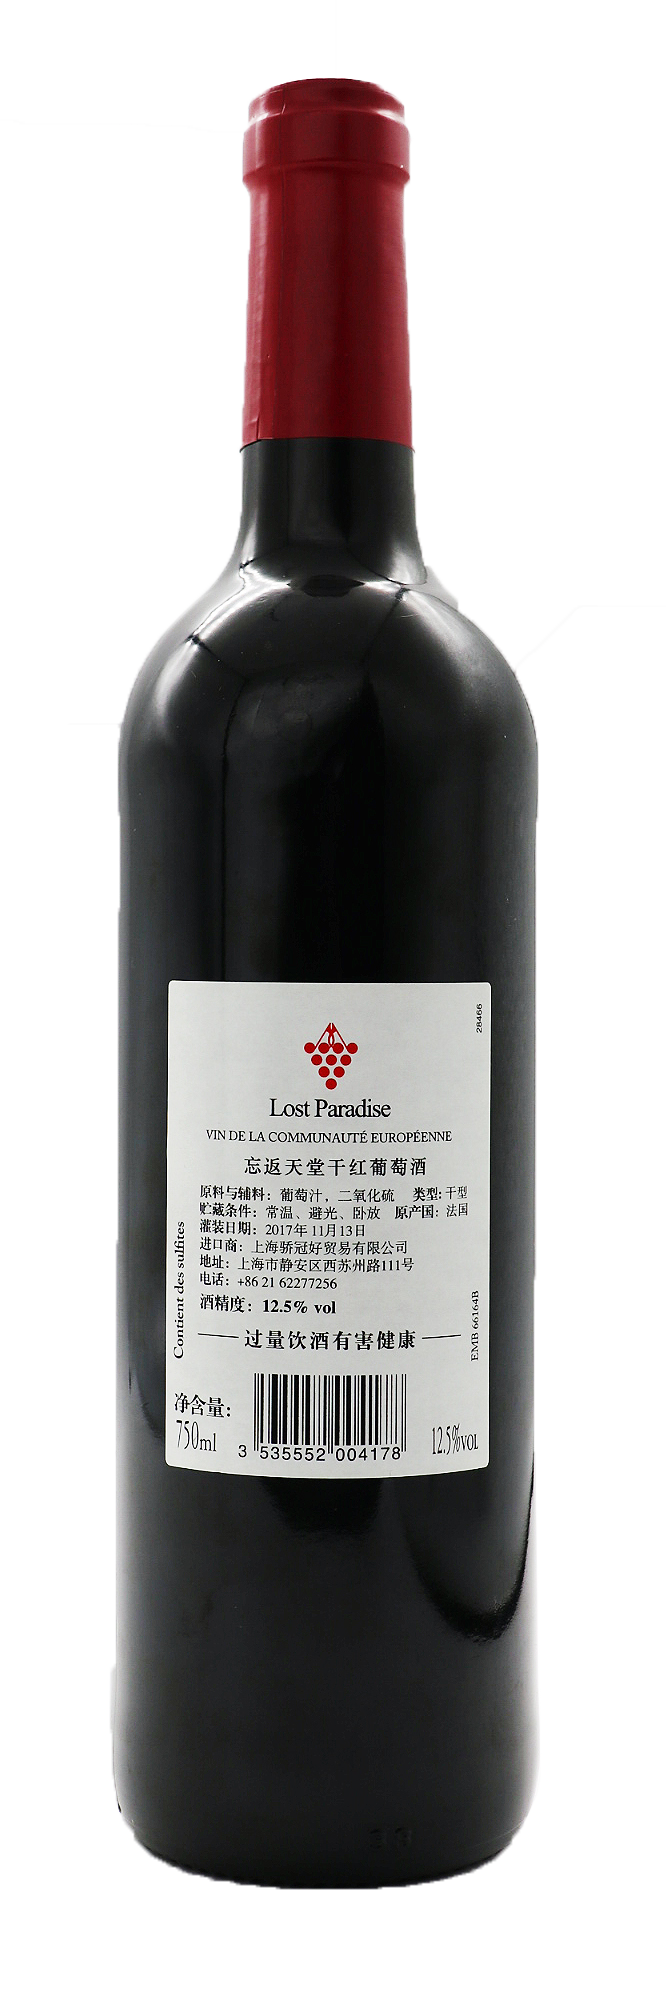 28466
Lost Paradise
VIN DE LA COMMUNAUTÉ EUROPÉENNE
忘返天堂干红葡萄酒
原料与辅料：葡萄汁，二氧化硫 类型：干型
贮藏条件：常温、避光、卧放 原产国：法国
灌装日期：2017年11月13日
进口商：上海骄冠好贸易有限公司
地址：上海市静安区西苏州路111号
电话：+86 21 62277256
酒精度：12.5% vol
过量饮酒有害健康
Contient des sulfites
EMB 66164B
净含量：
750ml
3 535552 004178
12.5%VOL